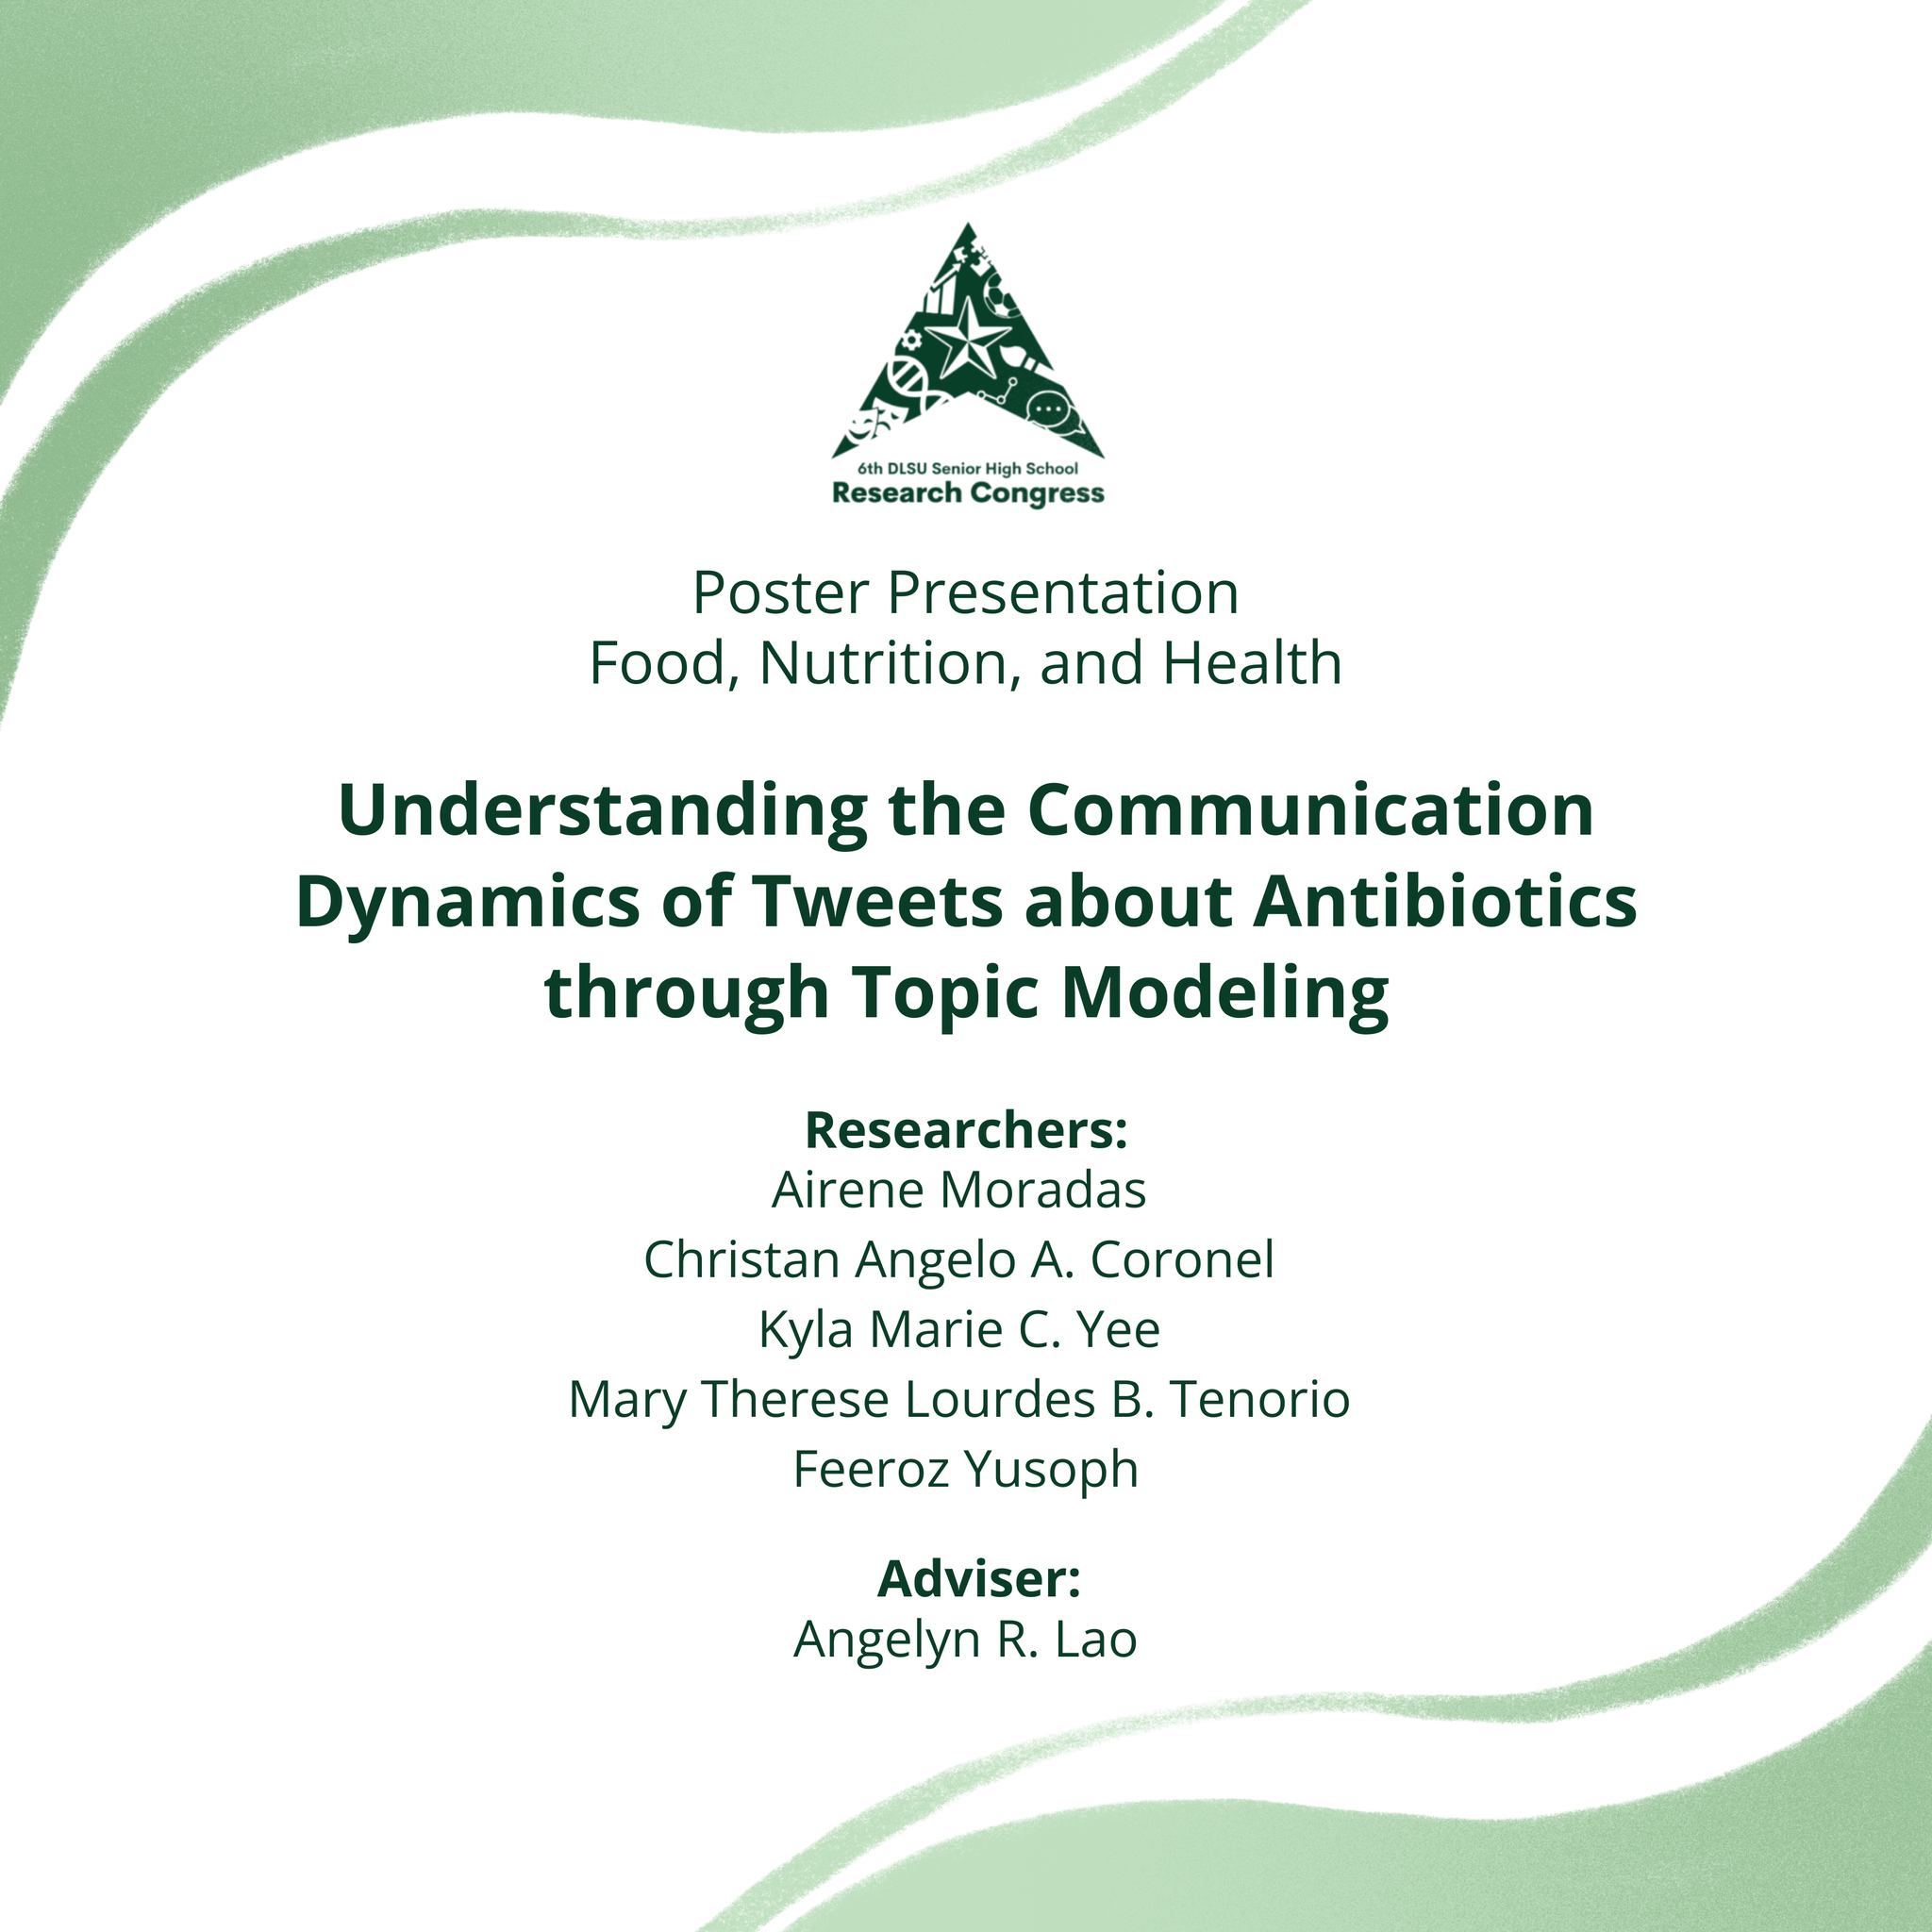 6th DLSU Senior High School
Research Congress
Poster Presentation
Food, Nutrition, and Health
Understanding the Communication
Dynamics of Tweets about Antibiotics
through Topic Modeling
Researchers:
Airene Moradas
Christan Angelo A. Coronel
Kyla Marie C. Yee
Mary Therese Lourdes B. Tenorio
Feeroz Yusoph
Adviser:
Angelyn R. Lao